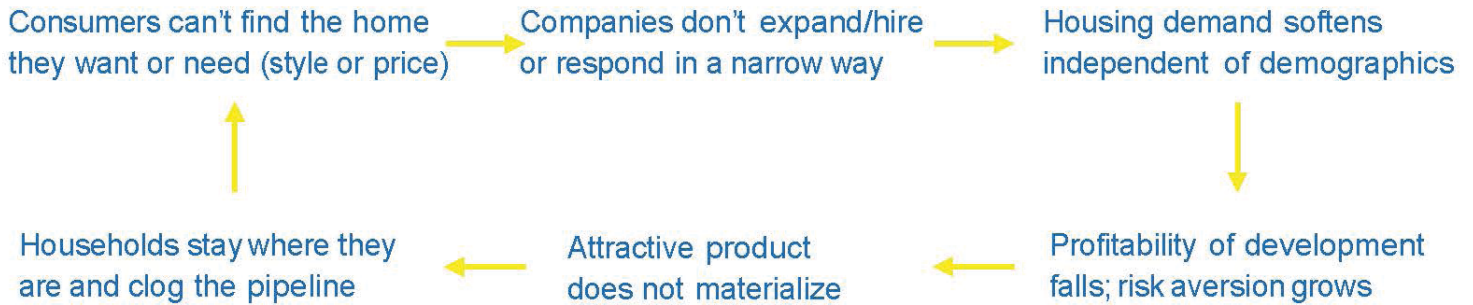 Consumers can't find the home
they want or need (style or price)
Companies don't expand/hire
or respond in a narrow way
Housing demand softens
independent of demographics
Profitability of development
falls; risk aversion grows
Attractive product
does not materialize
Households stay where they
are and clog the pipeline